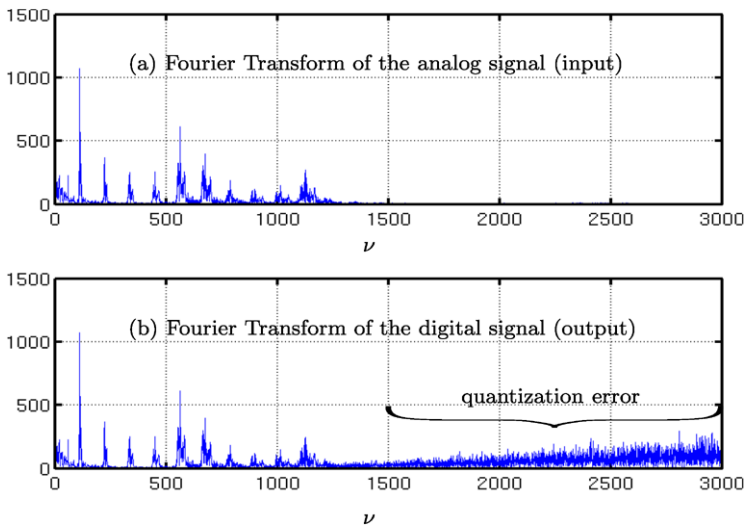 1500
(a) Fourier Transform of the analog signal (input)
1000
500
0
0 500 1000 1500 2000 2500 3000
ν
1500
(b) Fourier Transform of the digital signal (output)
1000
quantization error
500
0
0 500 1000 1500 2000 2500 3000
ν